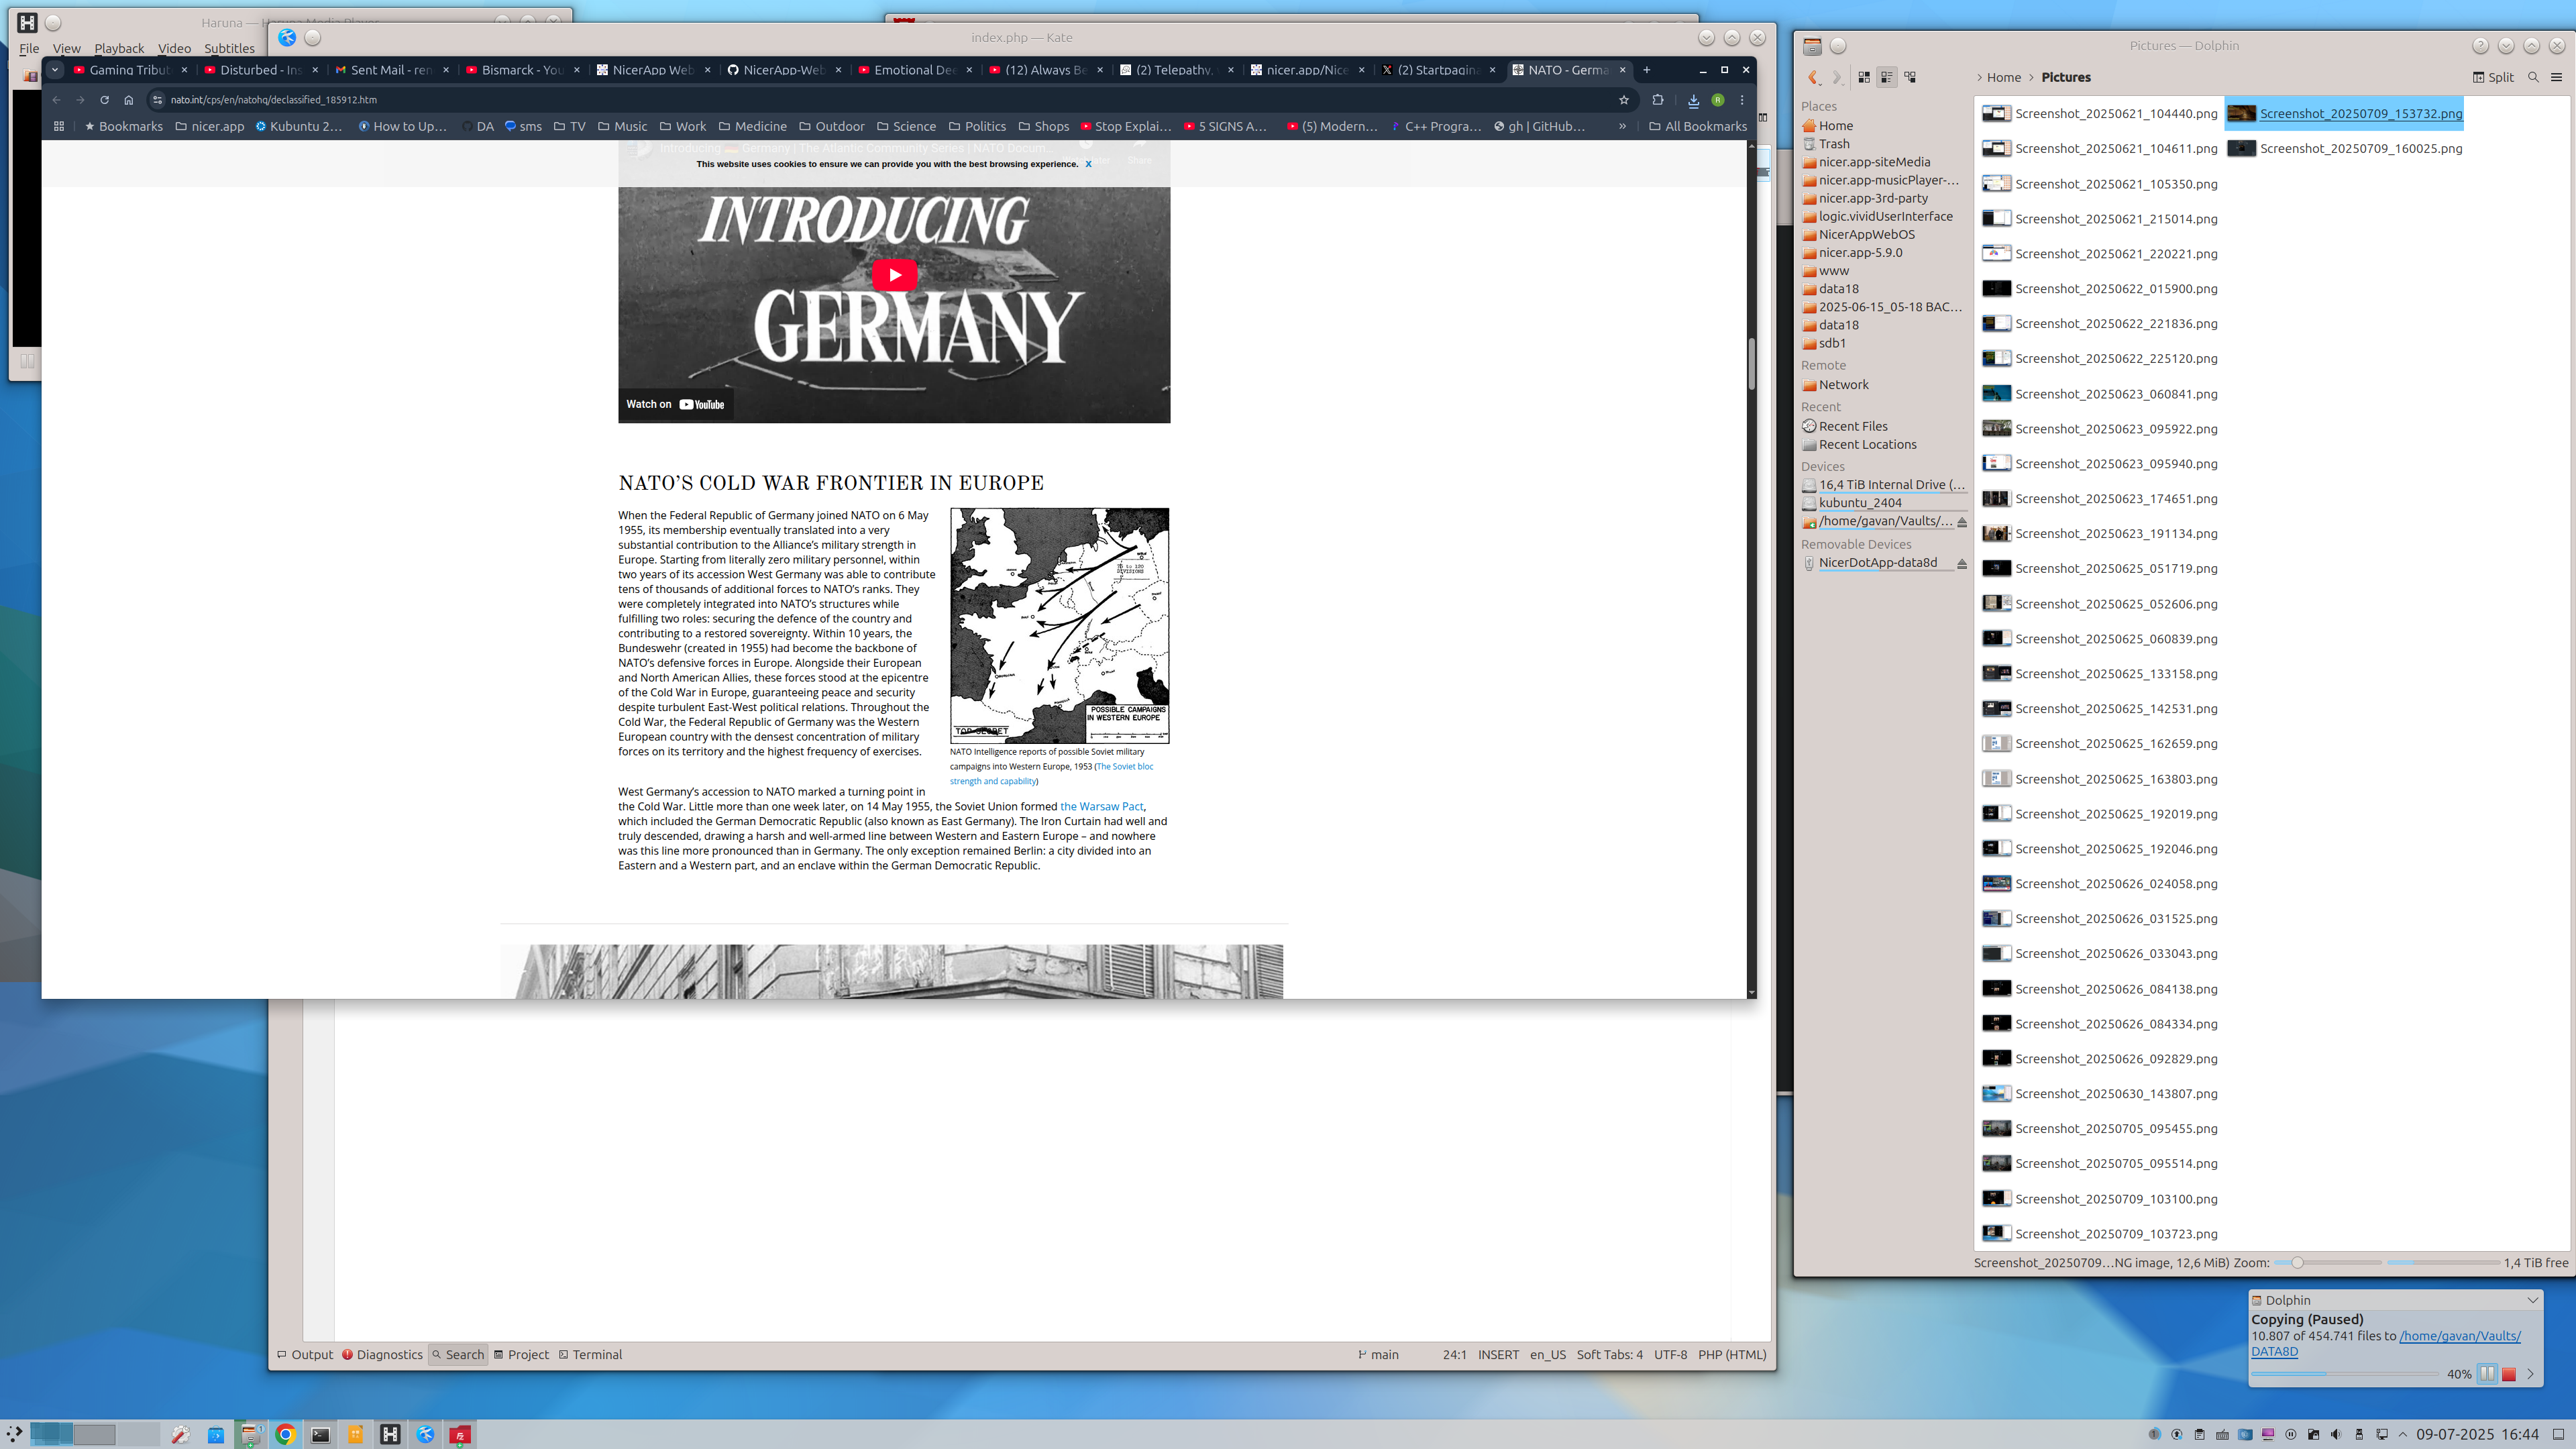 Haruna — Haruna Media Player
File View Playback Video Subtitles
index.php — Kate
Gaming Tribut
Disturbed - Ins
Sent Mail - ren
Bismarck - You
NicerApp Web
NicerApp-Web
Emotional Dee
(12) Always Be
(2) Telepathy,
nicer.app/Nice
(2) Startpagina
NATO - Germa
nato.int/cps/en/natohq/declassified_185912.htm
R
Bookmarks
nicer.app
Kubuntu 2...
How to Up...
DA
sms
TV
Music
Work
Medicine
Outdoor
Science
Politics
Shops
Stop Explai...
5 SIGNS A...
(5) Modern...
C++ Progra...
gh | GitHub...
»
All Bookmarks
Introducing Germany | The Atlantic Community Series | NATO Docum...
Share
This website uses cookies to ensure we can provide you with the best browsing experience. X
INTRODUCING
GERMANY
Watch on YouTube
NATO'S COLD WAR FRONTIER IN EUROPE
When the Federal Republic of Germany joined NATO on 6 May
1955, its membership eventually translated into a very
substantial contribution to the Alliance's military strength in
Europe. Starting from literally zero military personnel, within
two years of its accession West Germany was able to contribute
tens of thousands of additional forces to NATO's ranks. They
were completely integrated into NATO's structures while
fulfilling two roles: securing the defence of the country and
contributing to a restored sovereignty. Within 10 years, the
Bundeswehr (created in 1955) had become the backbone of
NATO's defensive forces in Europe. Alongside their European
and North American Allies, these forces stood at the epicentre
of the Cold War in Europe, guaranteeing peace and security
despite turbulent East-West political relations. Throughout the
Cold War, the Federal Republic of Germany was the Western
European country with the densest concentration of military
forces on its territory and the highest frequency of exercises.
DIVISIONS
POSSIBLE CAMPAIGNS
IN WESTERN EUROPE
TOP SECRET
NATO Intelligence reports of possible Soviet military
campaigns into Western Europe, 1953 (The Soviet bloc
strength and capability)
West Germany's accession to NATO marked a turning point in
the Cold War. Little more than one week later, on 14 May 1955, the Soviet Union formed the Warsaw Pact,
which included the German Democratic Republic (also known as East Germany). The Iron Curtain had well and
truly descended, drawing a harsh and well-armed line between Western and Eastern Europe – and nowhere
was this line more pronounced than in Germany. The only exception remained Berlin: a city divided into an
Eastern and a Western part, and an enclave within the German Democratic Republic.
Output Diagnostics Search Project Terminal
main 24:1 INSERT en_US Soft Tabs: 4 UTF-8 PHP (HTML)
Pictures — Dolphin
Home Pictures
Split
Places
Home
Trash
nicer.app-siteMedia
nicer.app-musicPlayer-...
nicer.app-3rd-party
logic.vividUserInterface
NicerAppWebOS
nicer.app-5.9.0
www
data18
2025-06-15_05-18 BAC...
data18
sdb1
Remote
Network
Recent
Recent Files
Recent Locations
Devices
16,4 TiB Internal Drive (...
kubuntu_2404
/home/gavan/Vaults/...
Removable Devices
NicerDotApp-data8d
Screenshot_20250621_104440.png
Screenshot_20250621_104611.png
Screenshot_20250621_105350.png
Screenshot_20250621_215014.png
Screenshot_20250621_220221.png
Screenshot_20250622_015900.png
Screenshot_20250622_221836.png
Screenshot_20250622_225120.png
Screenshot_20250623_060841.png
Screenshot_20250623_095922.png
Screenshot_20250623_095940.png
Screenshot_20250623_174651.png
Screenshot_20250623_191134.png
Screenshot_20250625_051719.png
Screenshot_20250625_052606.png
Screenshot_20250625_060839.png
Screenshot_20250625_133158.png
Screenshot_20250625_142531.png
Screenshot_20250625_162659.png
Screenshot_20250625_163803.png
Screenshot_20250625_192019.png
Screenshot_20250625_192046.png
Screenshot_20250626_024058.png
Screenshot_20250626_031525.png
Screenshot_20250626_033043.png
Screenshot_20250626_084138.png
Screenshot_20250626_084334.png
Screenshot_20250626_092829.png
Screenshot_20250630_143807.png
Screenshot_20250705_095455.png
Screenshot_20250705_095514.png
Screenshot_20250709_103100.png
Screenshot_20250709_103723.png
Screenshot_20250709_153732.png
Screenshot_20250709_160025.png
Screenshot_20250709...NG image, 12,6 MiB) Zoom: 1,4 TiB free
Dolphin
Copying (Paused)
10.807 of 454.741 files to /home/gavan/Vaults/
DATA8D
40%
09-07-2025 16:44